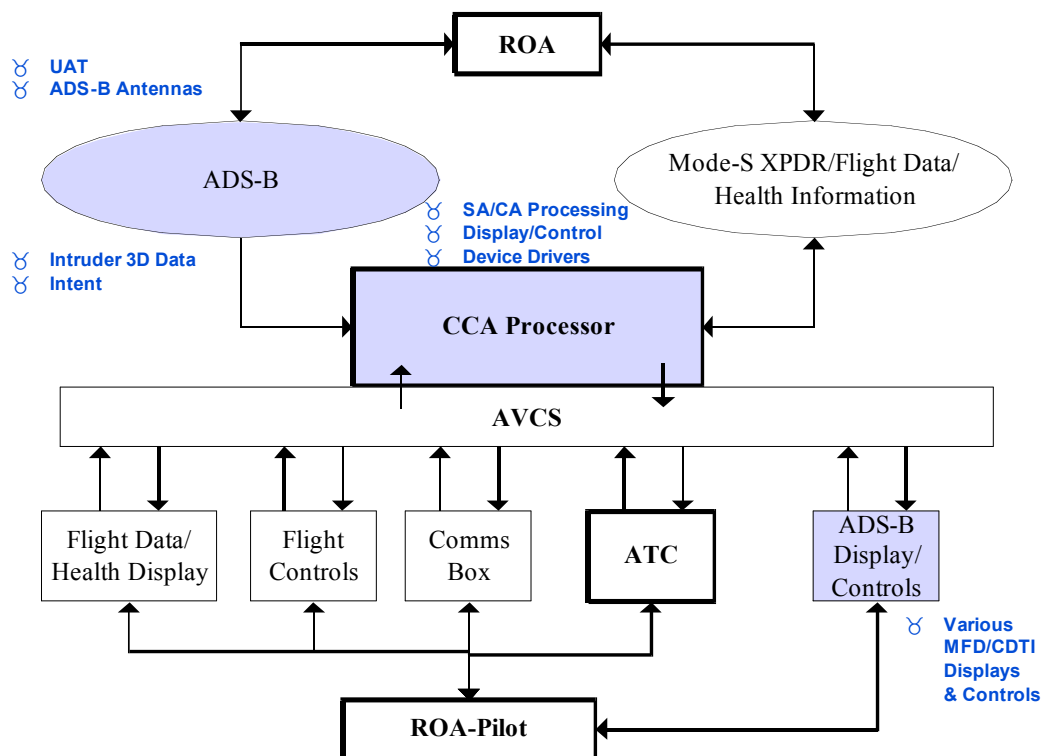 ROA
UAT
ADS-B Antennas
ADS-B
Mode-S XPDR/Flight Data/
Health Information
SA/CA Processing
Display/Control
Device Drivers
Intruder 3D Data
Intent
CCA Processor
AVCS
Flight Data/
Health Display
Flight
Controls
Comms
Box
ATC
ADS-B
Display/
Controls
Various
MFD/CDTI
Displays
& Controls
ROA-Pilot